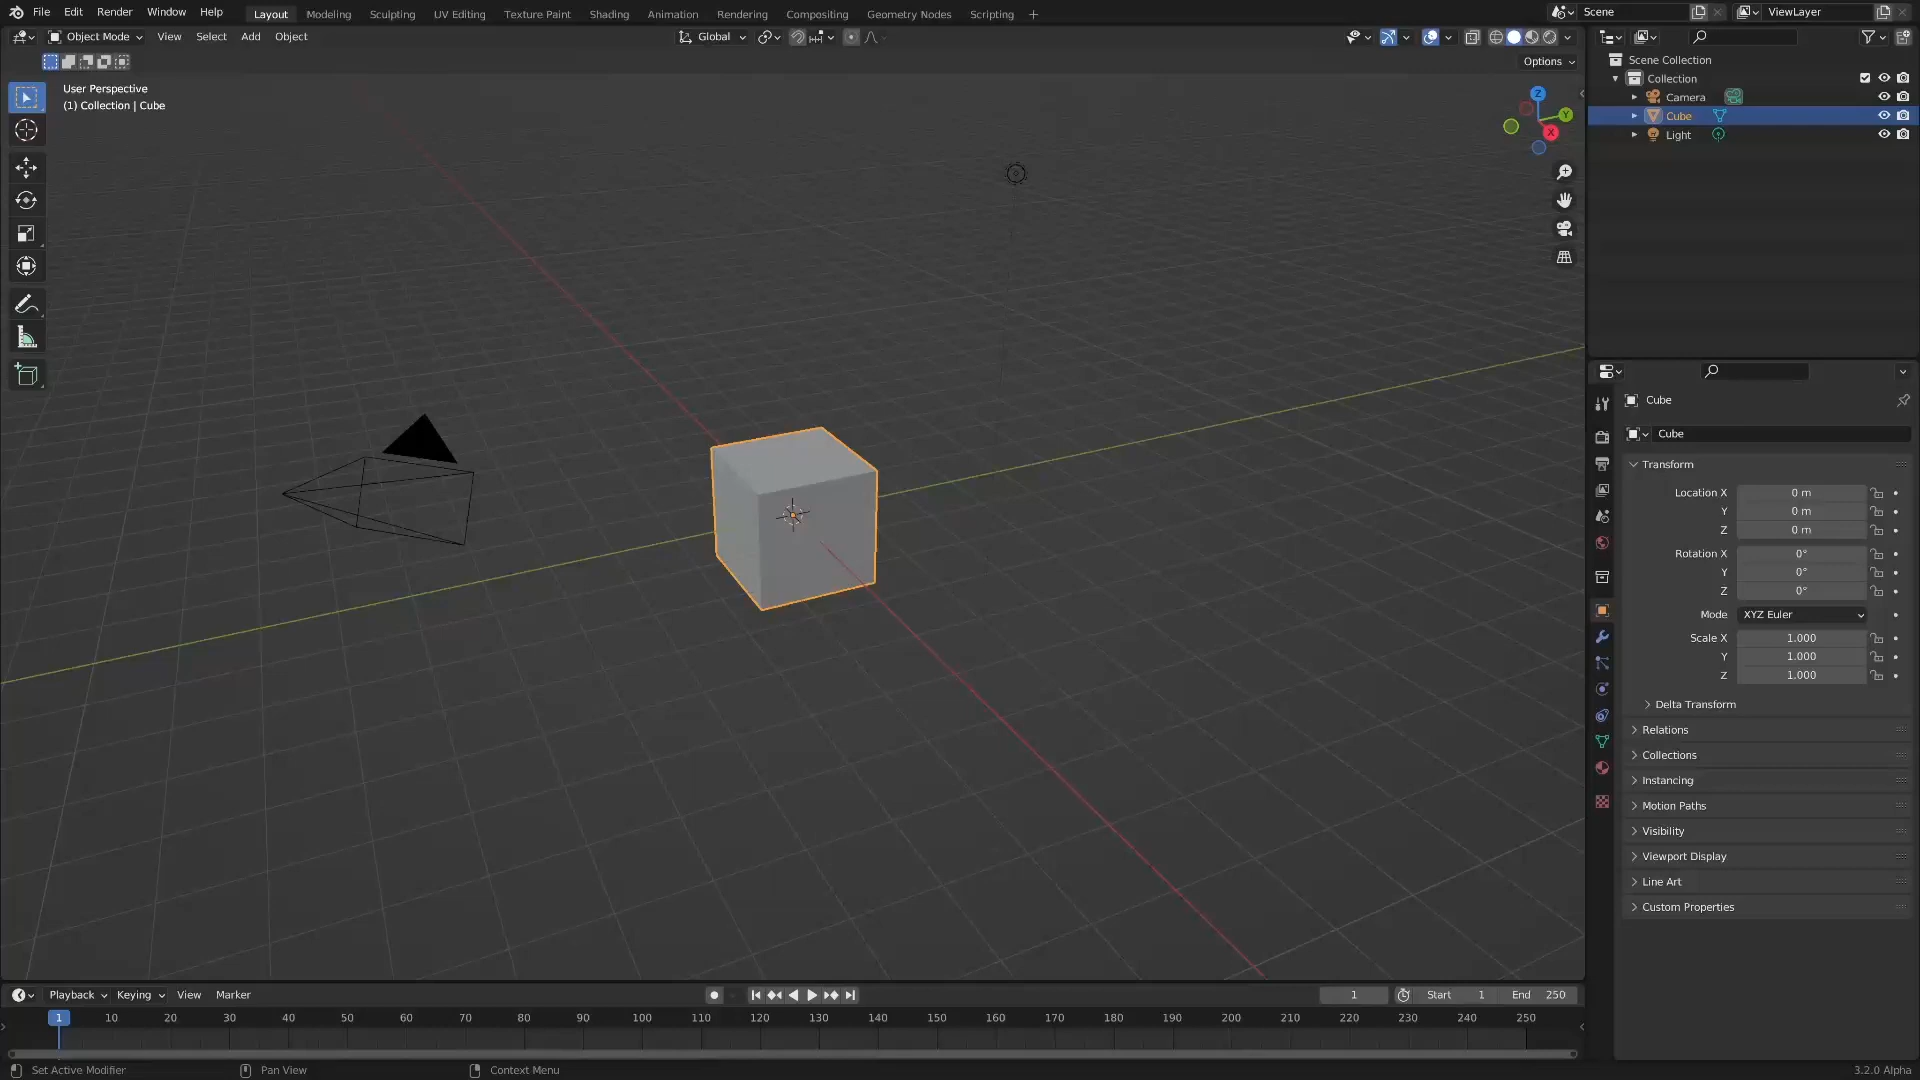 File Edit Render Window Help Layout Modeling Sculpting UV Editing Texture Paint Shading Animation Rendering Compositing Geometry Nodes Scripting + Scene ViewLayer
Object Mode View Select Add Object Global
Options
User Perspective
(1) Collection | Cube
Z
Y
X
Scene Collection
Collection
Camera
Cube
Light
Cube
Cube
Transform
Location X 0 m
Y 0 m
Z 0 m
Rotation X 0°
Y 0°
Z 0°
Mode XYZ Euler
Scale X 1.000
Y 1.000
Z 1.000
Delta Transform
Relations
Collections
Instancing
Motion Paths
Visibility
Viewport Display
Line Art
Custom Properties
Playback Keying View Marker 1 Start 1 End 250
1 10 20 30 40 50 60 70 80 90 100 110 120 130 140 150 160 170 180 190 200 210 220 230 240 250
Set Active Modifier Pan View Context Menu 3.2.0 Alpha